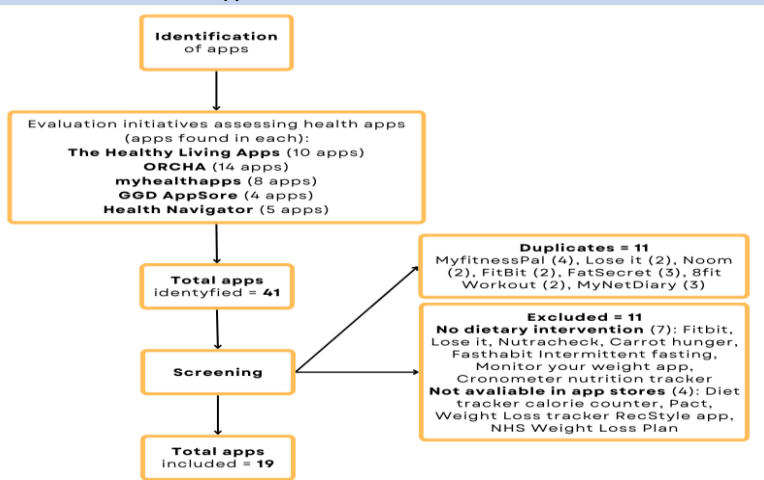 Identification
of apps
Evaluation initiatives assessing health apps
(apps found in each):
The Healthy Living Apps (10 apps)
ORCHA (14 apps)
myhealthapps (8 apps)
GGD AppSore (4 apps)
Health Navigator (5 apps)
Total apps
identyfied = 41
Duplicates = 11
MyfitnessPal (4), Lose it (2), Noom
(2), FitBit (2), FatSecret (3), 8fit
Workout (2), MyNetDiary (3)
Screening
Excluded = 11
No dietary intervention (7): Fitbit,
Lose it, Nutracheck, Carrot hunger,
Fasthabit Intermittent fasting,
Monitor your weight app,
Cronometer nutrition tracker
Not avaliable in app stores (4): Diet
tracker calorie counter, Pact,
Weight Loss tracker RecStyle app,
NHS Weight Loss Plan
Total apps
included = 19